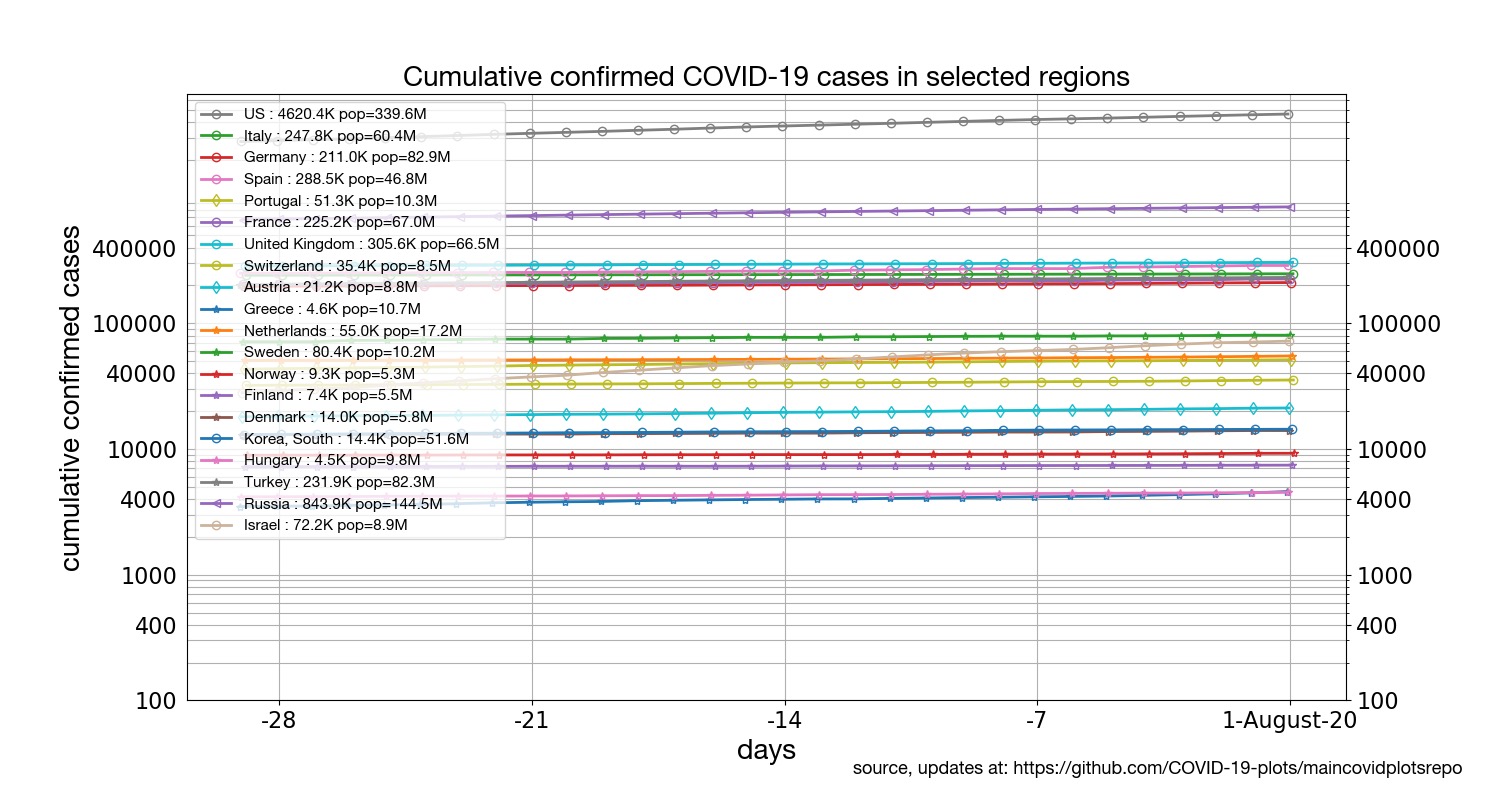 Cumulative confirmed COVID-19 cases in selected regions
US : 4620.4K pop=339.6M
Italy : 247.8K pop=60.4M
Germany : 211.0K pop=82.9M
Spain : 288.5K pop=46.8M
Portugal : 51.3K pop=10.3M
France : 225.2K pop=67.0M
United Kingdom : 305.6K pop=66.5M
Switzerland : 35.4K pop=8.5M
Austria : 21.2K pop=8.8M
Greece : 4.6K pop=10.7M
Netherlands : 55.0K pop=17.2M
Sweden : 80.4K pop=10.2M
Norway : 9.3K pop=5.3M
Finland : 7.4K pop=5.5M
Denmark : 14.0K pop=5.8M
Korea, South : 14.4K pop=51.6M
Hungary : 4.5K pop=9.8M
Turkey : 231.9K pop=82.3M
Russia : 843.9K pop=144.5M
Israel : 72.2K pop=8.9M
cumulative confirmed cases
400000
100000
40000
10000
4000
1000
400
100
400000
100000
40000
10000
4000
1000
400
100
-28 -21 -14 -7 1-August-20
days
source, updates at: https://github.com/COVID-19-plots/maincovidplotsrepo